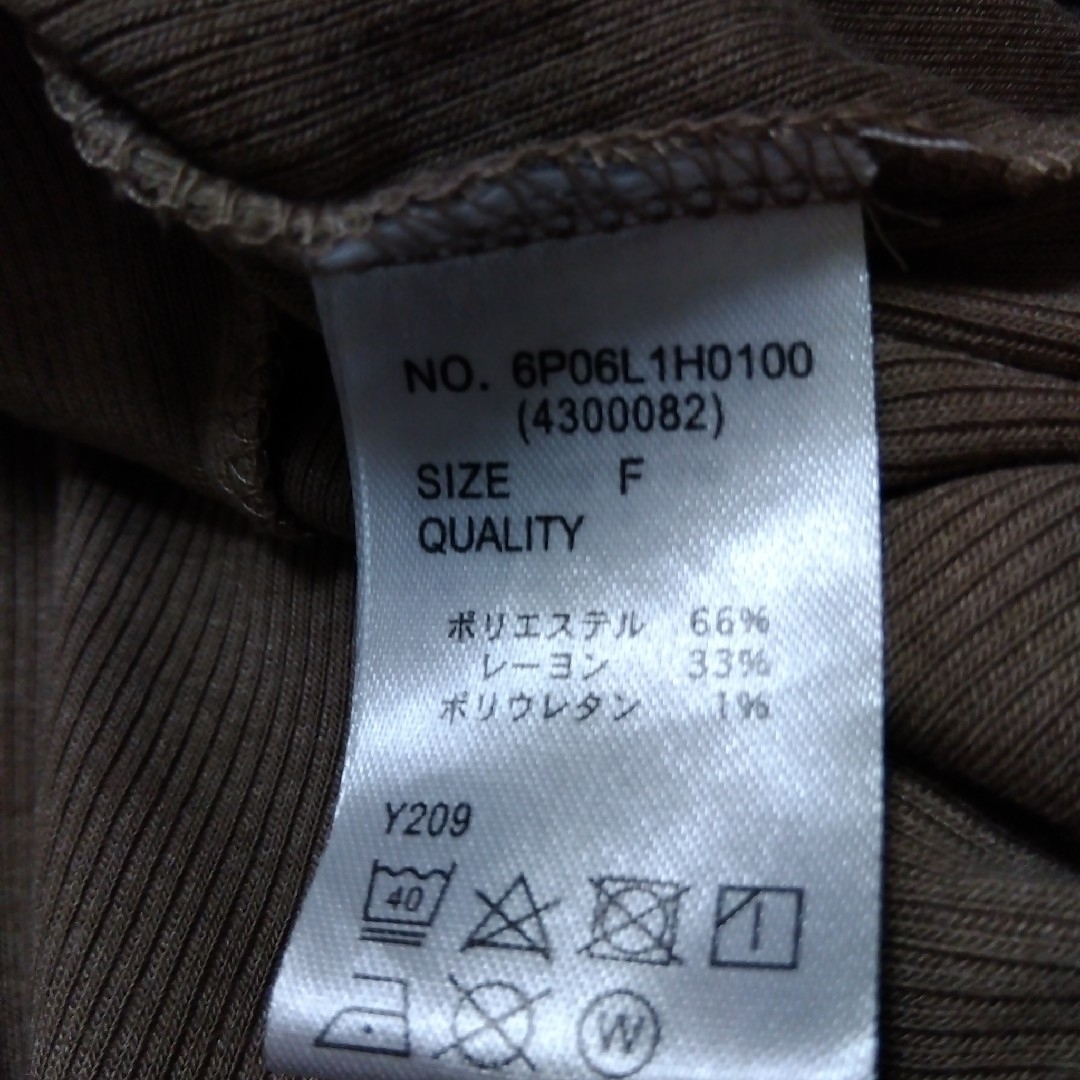 NO. 6P06L1H0100
(4300082)
SIZE F
QUALITY
ポリエステル 66%
レーヨン 33%
ポリウレタン 1%
Y209
40
W